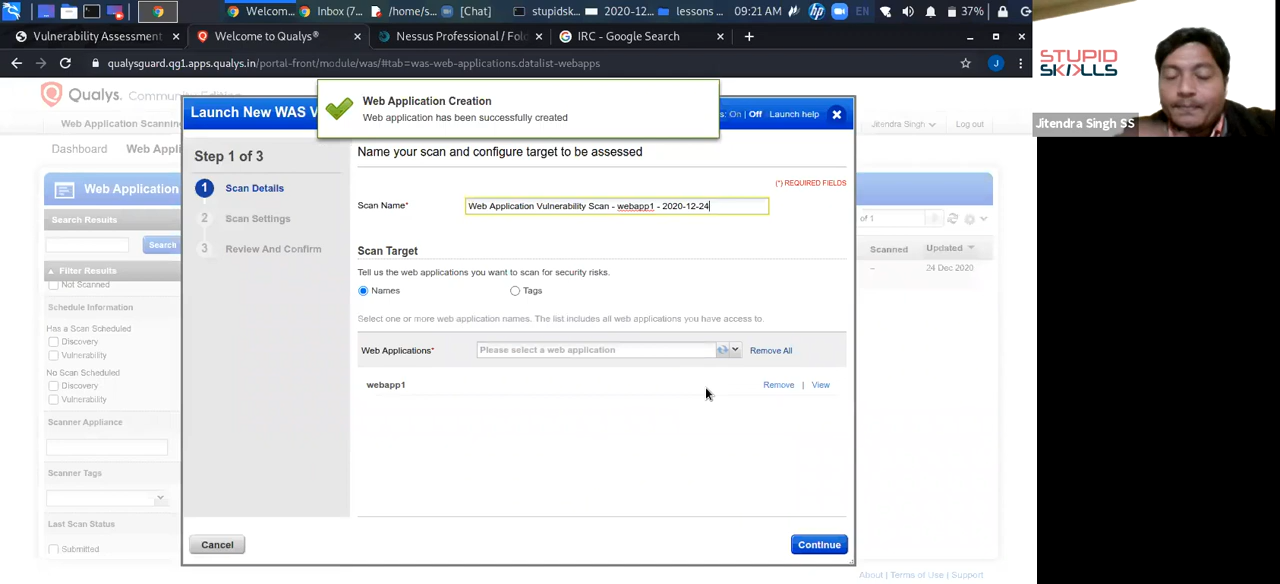 Welcom...
Inbox (7...
/home/s...
[Chat]
stupidsk...
2020-12...
lessons ...
09:21 AM
EN
37%
Vulnerability Assessment
Welcome to Qualys®
Nessus Professional / Fol
IRC - Google Search
qualysguard.qg1.apps.qualys.in/portal-front/module/was/#tab=was-web-applications.datalist-webapps
J
Qualys. Community Edition
Web Application Scannin
Jitendra Singh
Log out
Dashboard
Web Appli
Web Application Creation
Web application has been successfully created
Launch New WAS V
s: On | Off Launch help
Step 1 of 3
1 Scan Details
2 Scan Settings
3 Review And Confirm
Name your scan and configure target to be assessed
(*) REQUIRED FIELDS
Scan Name*
Web Application Vulnerability Scan - webapp1 - 2020-12-24
Scan Target
Tell us the web applications you want to scan for security risks.
Names
Tags
Select one or more web application names. The list includes all web applications you have access to
Web Applications*
Please select a web application
Remove All
webapp1
Remove | View
Cancel
Continue
Web Application
Search Results
Search
Filter Results
Not Scanned
Schedule Information
Has a Scan Scheduled
Discovery
Vulnerability
No Scan Scheduled
Discovery
Vulnerability
Scanner Appliance
Scanner Tags
Last Scan Status
Submitted
of 1
Scanned
Updated
–
24 Dec 2020
About | Terms of Use | Support
STUPID
SKILLS
Jitendra Singh SS